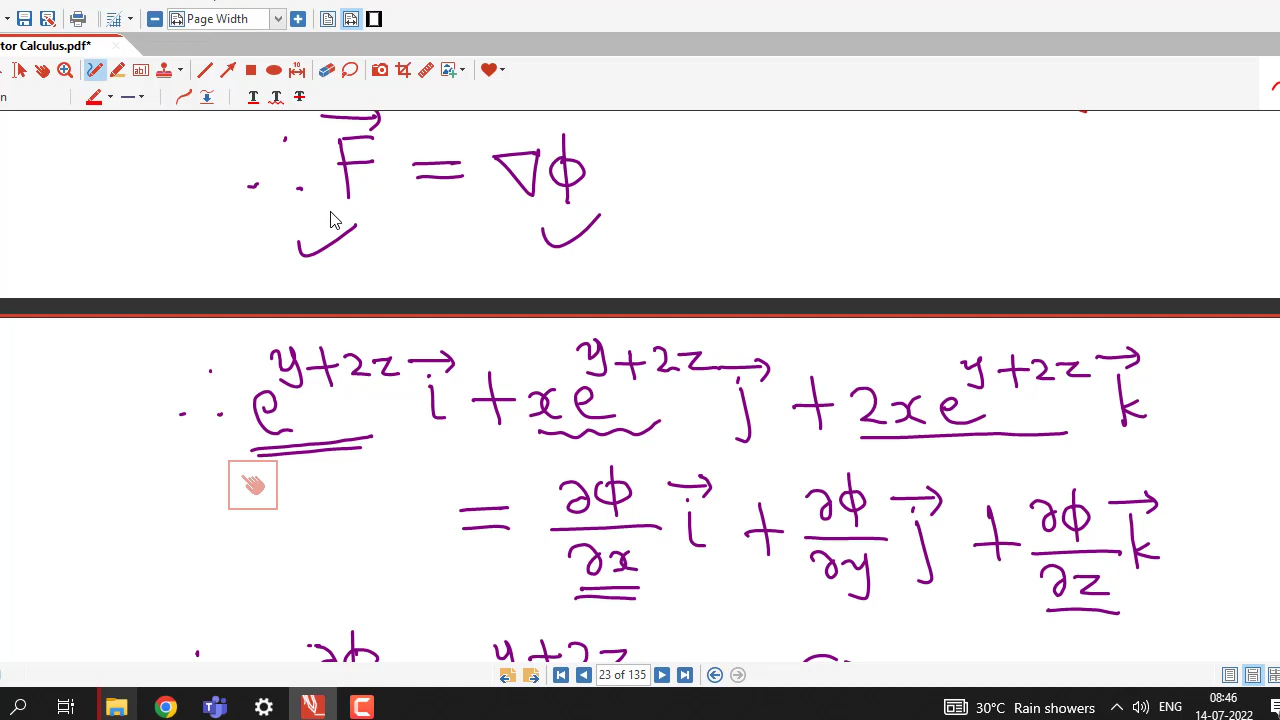 Page Width
tor Calculus.pdf*
∴ F⃗ = ∇ϕ
∴ e^{y+2z} i⃗ + xe^{y+2z} j⃗ + 2xe^{y+2z} k⃗
= ∂ϕ/∂x i⃗ + ∂ϕ/∂y j⃗ + ∂ϕ/∂z k⃗
∂ϕ y+2z
23 of 135
30°C Rain showers ENG 08:46
14-07-2022